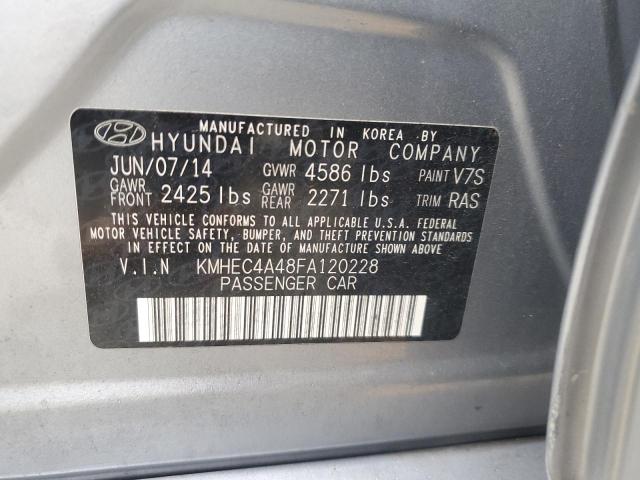 MANUFACTURED IN KOREA BY
HYUNDAI MOTOR COMPANY
JUN/07/14 GVWR 4586 lbs PAINT V7S
GAWR FRONT 2425 lbs GAWR REAR 2271 lbs TRIM RAS
THIS VEHICLE CONFORMS TO ALL APPLICABLE U.S.A. FEDERAL
MOTOR VEHICLE SAFETY, BUMPER, AND THEFT PREVENTION STANDARDS
IN EFFECT ON THE DATE OF MANUFACTURE SHOWN ABOVE.
V.I.N KMHEC4A48FA120228
PASSENGER CAR